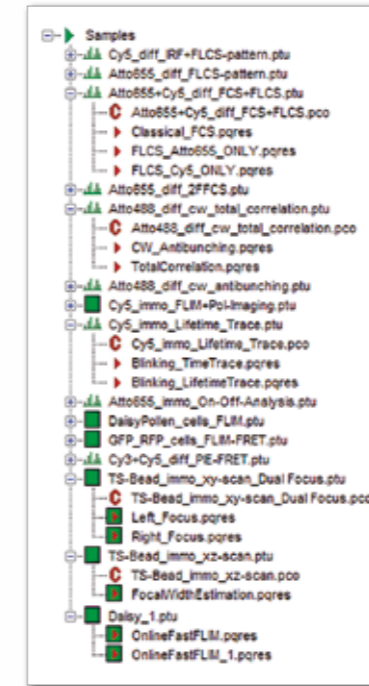 Samples
Cy5_diff_IRF+FLCS-pattern.ptu
Atto655_diff_FLCS-pattern.ptu
Atto655+Cy5_diff_FCS+FLCS.ptu
Atto655+Cy5_diff_FCS+FLCS.pco
Classical_FCS.pqres
FLCS_Atto655_ONLY.pqres
FLCS_Cy5_ONLY.pqres
Atto655_diff_2FFCS.ptu
Atto488_diff_cw_total_correlation.ptu
Atto488_diff_cw_total_correlation.pco
CW_Antibunching.pqres
TotalCorrelation.pqres
Atto488_diff_cw_antibunching.ptu
Cy5_immo_FLIM+Pol-Imaging.ptu
Cy5_immo_Lifetime_Trace.ptu
Cy5_immo_Lifetime_Trace.pco
Blinking_TimeTrace.pqres
Blinking_LifetimeTrace.pqres
Atto655_immo_On-Off-Analysis.ptu
DaisyPollen_cells_FLIM.ptu
GFP_RFP_cells_FLIM-FRET.ptu
Cy3+Cy5_diff_PIE-FRET.ptu
TS-Bead_immo_xy-scan_Dual Focus.ptu
TS-Bead_immo_xy-scan_Dual Focus.pco
Left_Focus.pqres
Right_Focus.pqres
TS-Bead_immo_xz-scan.ptu
TS-Bead_immo_xz-scan.pco
FocalWidthEstimation.pqres
Daisy_1.ptu
OnlineFastFLIM.pqres
OnlineFastFLIM_1.pqres